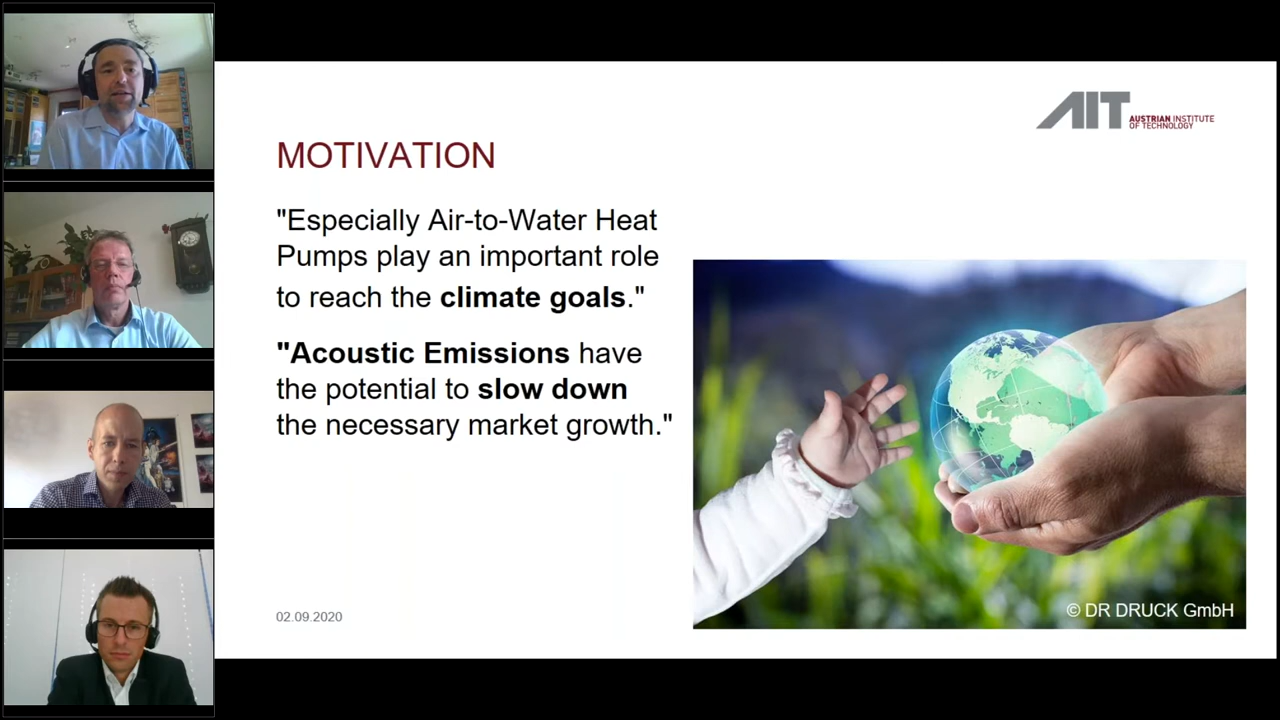 AIT AUSTRIAN INSTITUTE
OF TECHNOLOGY
MOTIVATION
"Especially Air-to-Water Heat
Pumps play an important role
to reach the climate goals."
"Acoustic Emissions have
the potential to slow down
the necessary market growth."
© DR DRUCK GmbH
02.09.2020